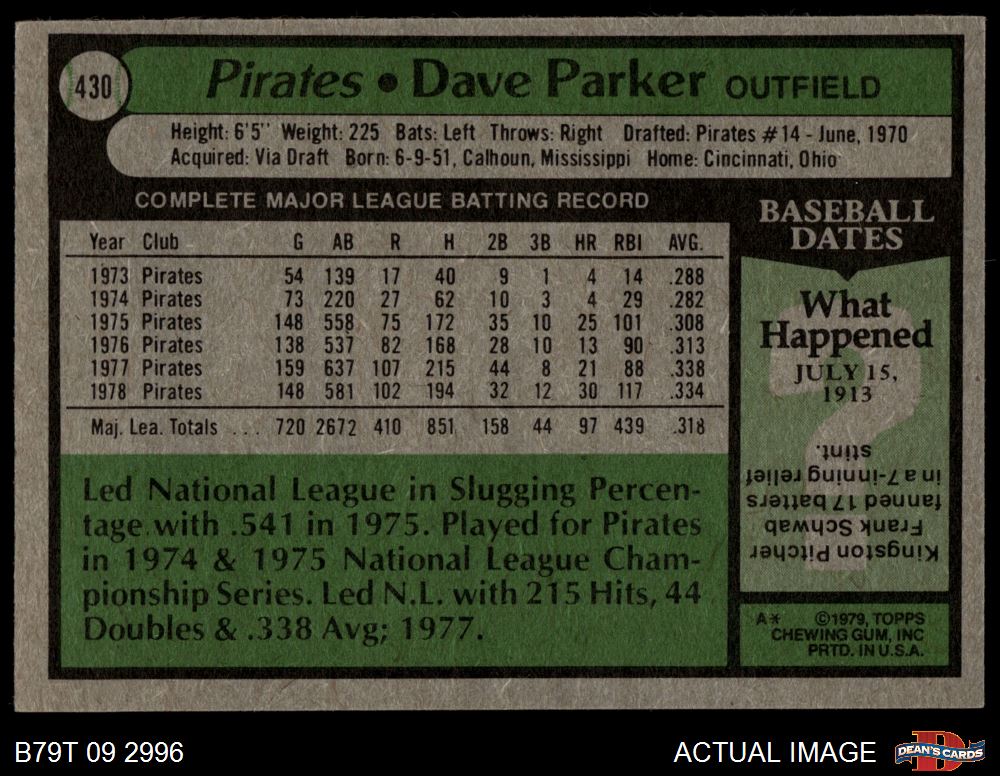 430
Pirates • Dave Parker OUTFIELD
Height: 6'5" Weight: 225 Bats: Left Throws: Right Drafted: Pirates #14 - June, 1970
Acquired: Via Draft Born: 6-9-51, Calhoun, Mississippi Home: Cincinnati, Ohio
COMPLETE MAJOR LEAGUE BATTING RECORD
Year Club G AB R H 2B 3B HR RBI AVG.
1973 Pirates 54 139 17 40 9 1 4 14 .288
1974 Pirates 73 220 27 62 10 3 4 29 .282
1975 Pirates 148 558 75 172 35 10 25 101 .308
1976 Pirates 138 537 82 168 28 10 13 90 .313
1977 Pirates 159 637 107 215 44 8 21 88 .338
1978 Pirates 148 581 102 194 32 12 30 117 .334
Maj. Lea. Totals ... 720 2672 410 851 158 44 97 439 .318
Led National League in Slugging Percen-
tage with .541 in 1975. Played for Pirates
in 1974 & 1975 National League Cham-
pionship Series. Led N.L. with 215 Hits, 44
Doubles & .338 Avg; 1977.
BASEBALL
DATES
What
Happened
JULY 15,
1913
?
Kingston Pitcher
Frank Schwab
fanned 17 batters
in a 7-inning relief
stint.
A* ©1979, TOPPS
CHEWING GUM, INC
PRTD. IN U.S.A.
B79T 09 2996
ACTUAL IMAGE
D
DEAN'S CARDS